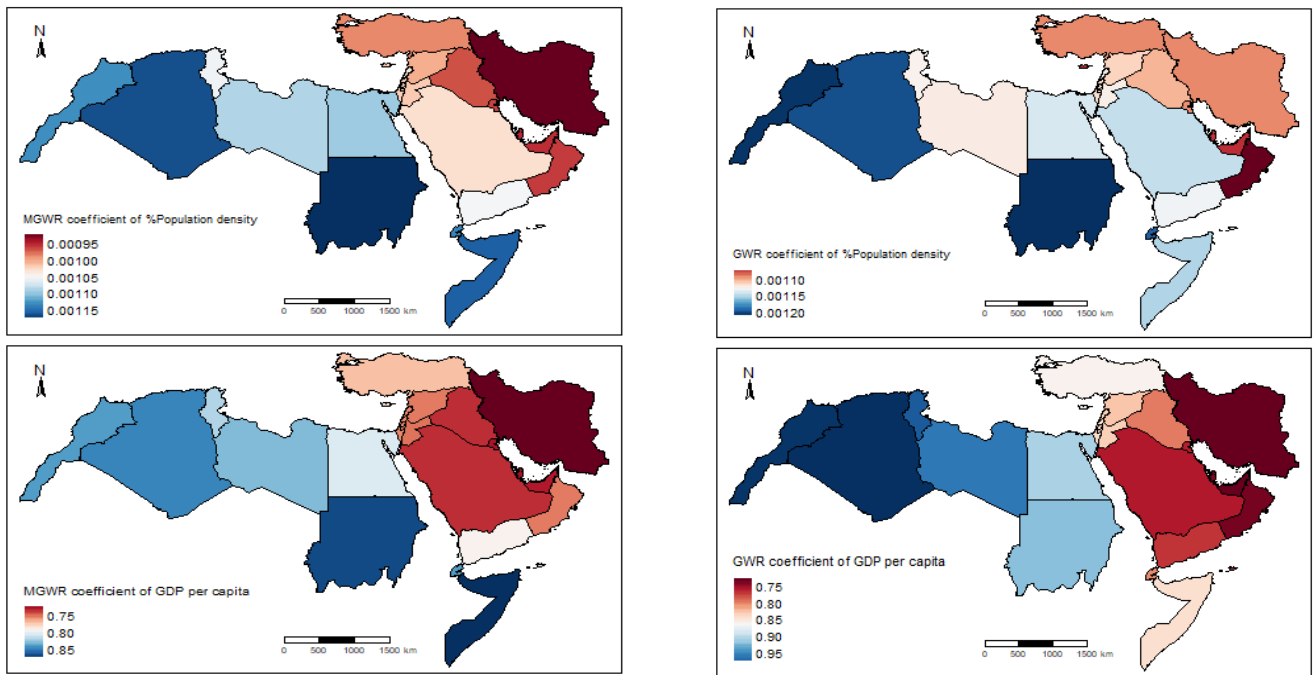 N
MGWR coefficient of %Population density
0.00095
0.00100
0.00105
0.00110
0.00115
0 500 1000 1500 km
N
GWR coefficient of %Population density
0.00110
0.00115
0.00120
0 500 1000 1500 km
N
MGWR coefficient of GDP per capita
0.75
0.80
0.85
0 500 1000 1500 km
N
GWR coefficient of GDP per capita
0.75
0.80
0.85
0.90
0.95
0 500 1000 1500 km